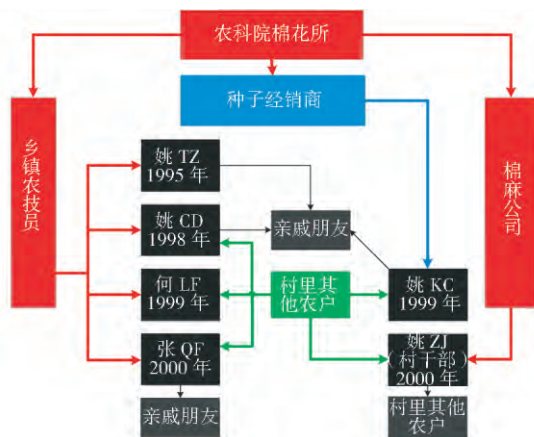 农科院棉花所
种子经销商
乡镇农技员
棉麻公司
姚 TZ
1995 年
姚 CD
1998 年
亲戚朋友
何 LF
1999 年
村里其
他农户
姚 KC
1999 年
张 QF
2000 年
姚 ZJ
(村干部)
2000 年
亲戚朋友
村里其他
农户